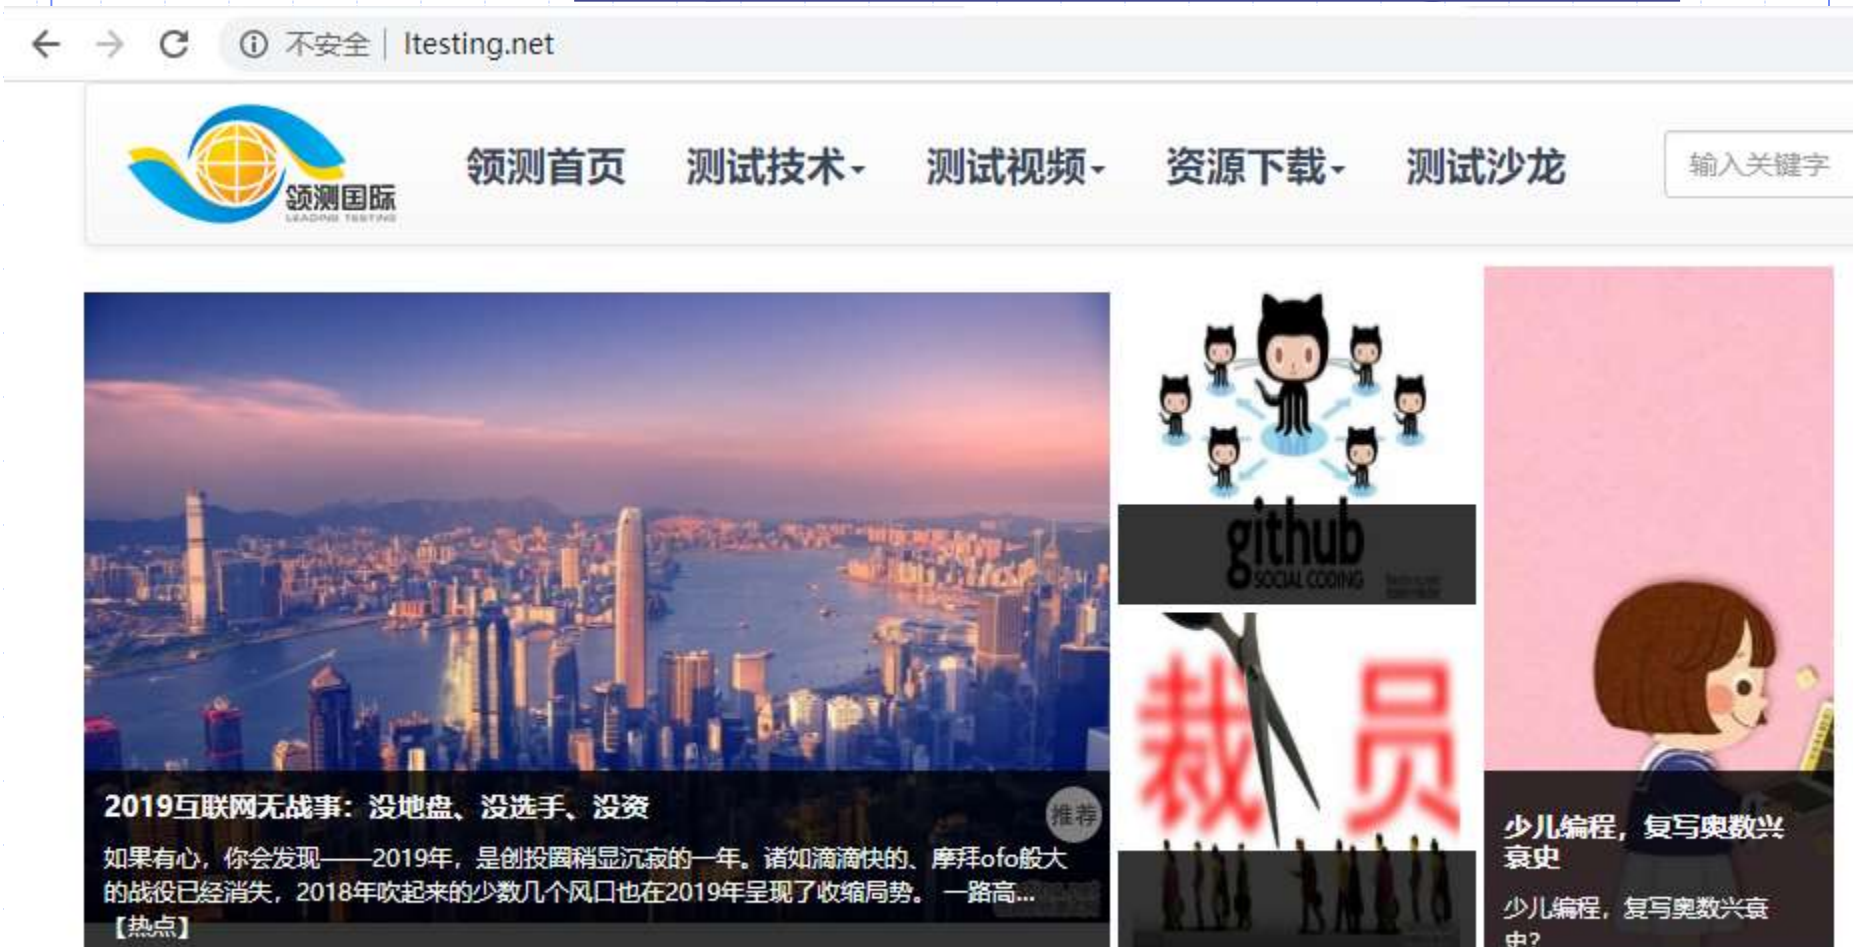 不安全 | ltesting.net
领测国际
LEADING TESTING
领测首页 测试技术 测试视频 资源下载 测试沙龙 输入关键字
github
SOCIAL CODING
裁员
2019互联网无战事：没地盘、没选手、没资
推荐
如果有心，你会发现——2019年，是创投圈稍显沉寂的一年。诸如滴滴快的、摩拜ofo般大
的战役已经消失，2018年吹起来的少数几个风口也在2019年呈现了收缩局势。 一路高...
【热点】
少儿编程，复写奥数兴
衰史
少儿编程，复写奥数兴衰
史?